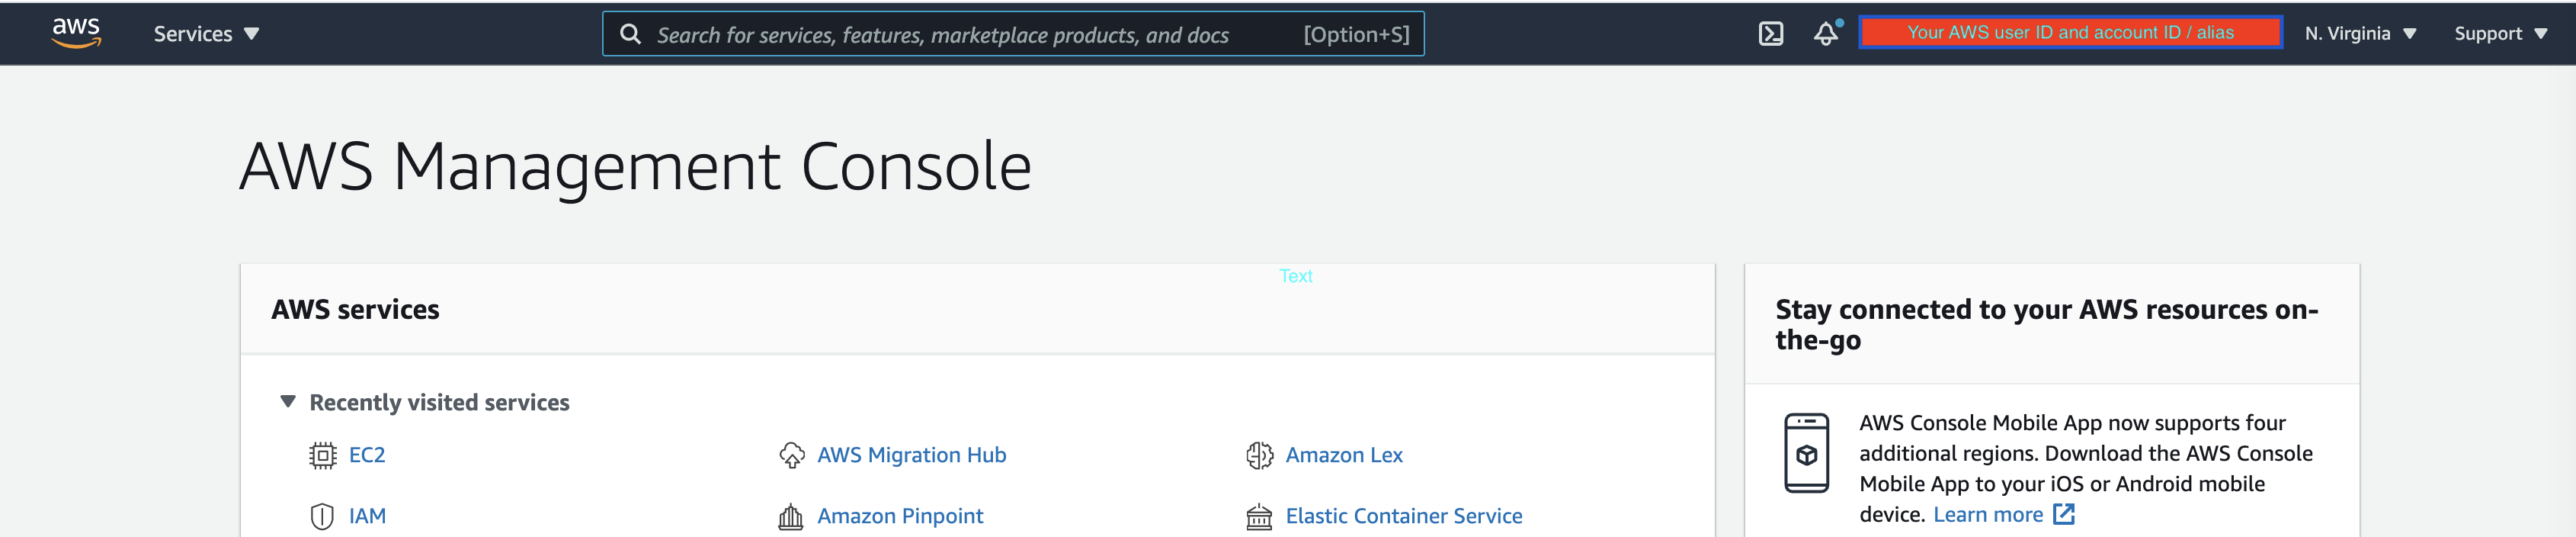 aws
Services
Search for services, features, marketplace products, and docs
[Option+S]
Your AWS user ID and account ID / alias
N. Virginia
Support
AWS Management Console
Text
AWS services
Recently visited services
EC2
AWS Migration Hub
Amazon Lex
IAM
Amazon Pinpoint
Elastic Container Service
Stay connected to your AWS resources on-
the-go
AWS Console Mobile App now supports four
additional regions. Download the AWS Console
Mobile App to your iOS or Android mobile
device. Learn more